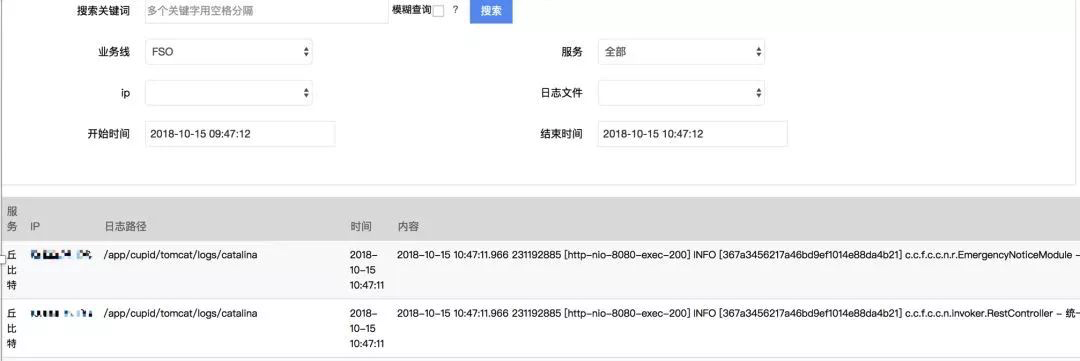 搜索关键词 多个关键字用空格分隔 模糊查询 ? 搜索
业务线 FSO 服务 全部
ip 日志文件
开始时间 2018-10-15 09:47:12 结束时间 2018-10-15 10:47:12
服务 IP 日志路径 时间 内容
丘比特 /app/cupid/tomcat/logs/catalina 2018-10-15 10:47:11 2018-10-15 10:47:11.966 231192885 [http-nio-8080-exec-200] INFO [367a3456217a46bd9ef1014e88da4b21] c.c.f.c.c.n.r.EmergencyNoticeModule -
丘比特 /app/cupid/tomcat/logs/catalina 2018-10-15 10:47:11 2018-10-15 10:47:11.966 231192885 [http-nio-8080-exec-200] INFO [367a3456217a46bd9ef1014e88da4b21] c.c.f.c.c.n.invoker.RestController - 统一